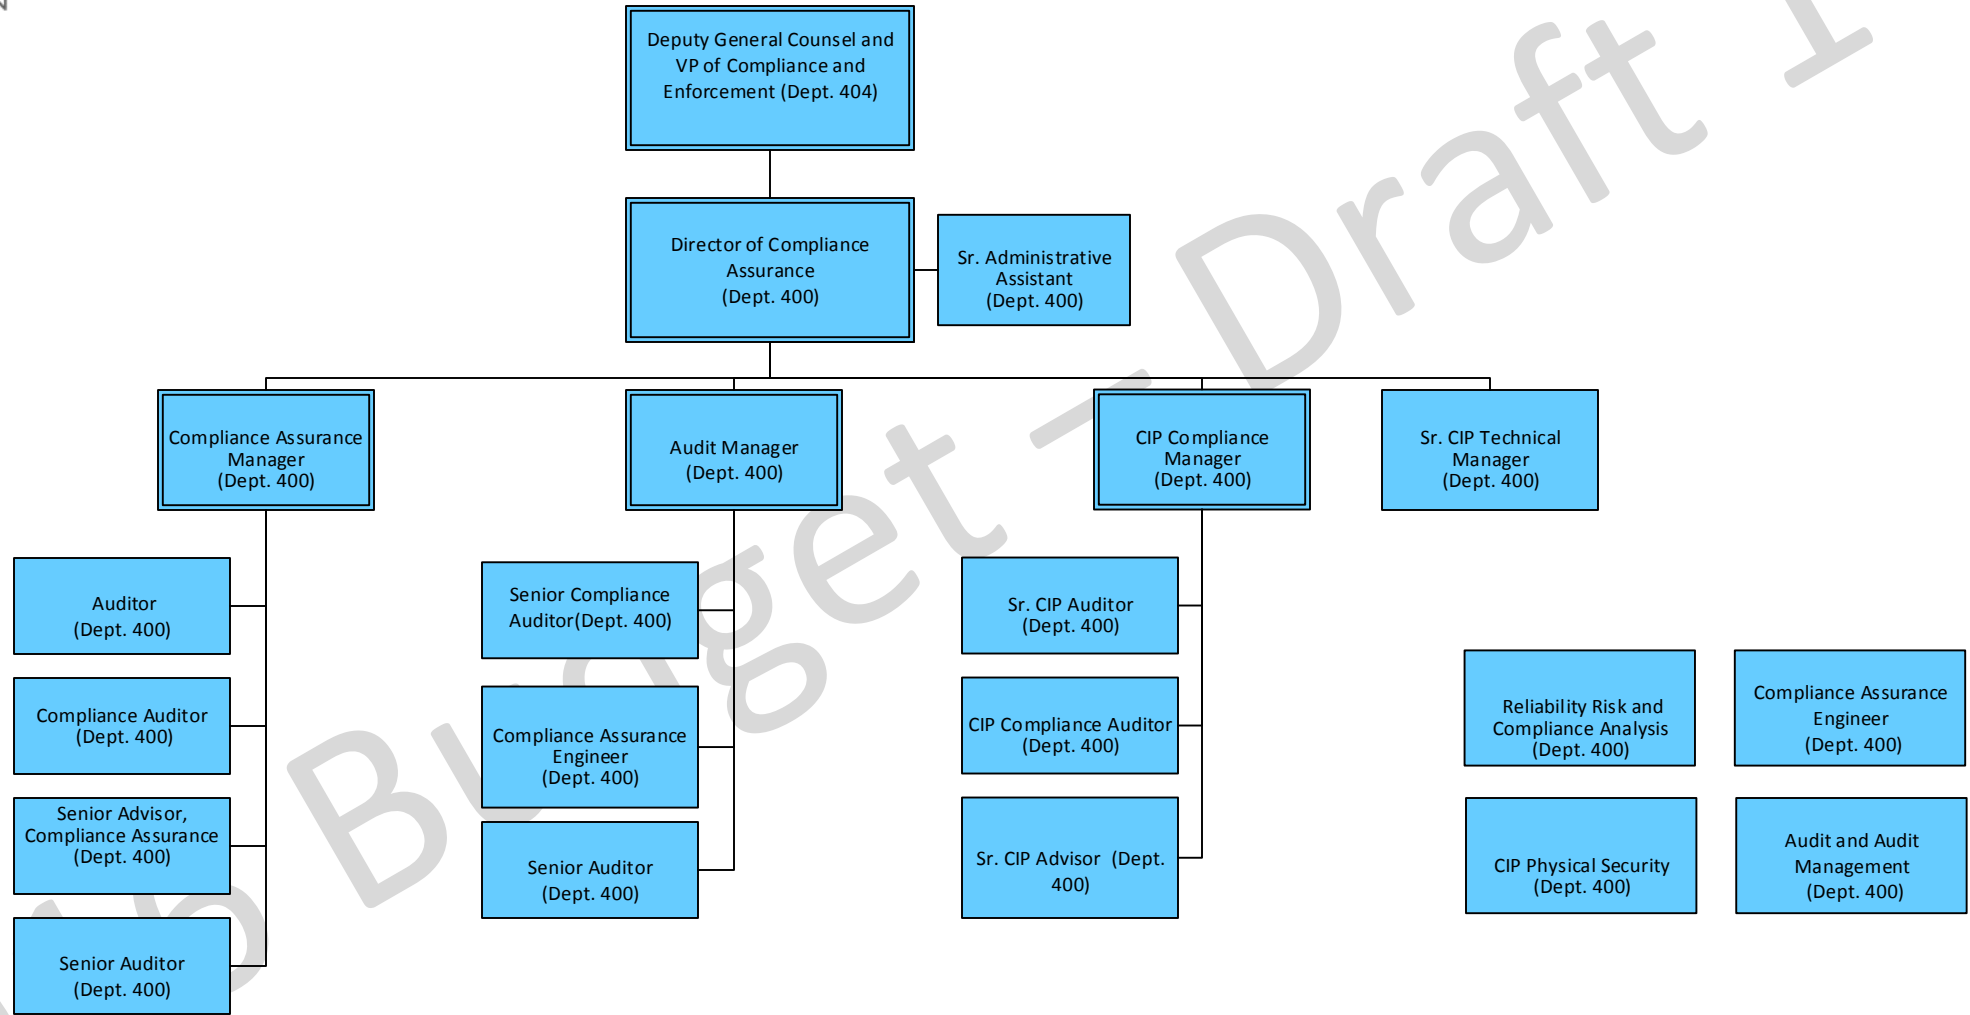 Deputy General Counsel and
VP of Compliance and
Enforcement (Dept. 404)
Director of Compliance
Assurance
(Dept. 400)
Sr. Administrative
Assistant
(Dept. 400)
Compliance Assurance
Manager
(Dept. 400)
Audit Manager
(Dept. 400)
CIP Compliance
Manager
(Dept. 400)
Sr. CIP Technical
Manager
(Dept. 400)
Auditor
(Dept. 400)
Compliance Auditor
(Dept. 400)
Senior Advisor,
Compliance Assurance
(Dept. 400)
Senior Auditor
(Dept. 400)
Senior Compliance
Auditor(Dept. 400)
Compliance Assurance
Engineer
(Dept. 400)
Senior Auditor
(Dept. 400)
Sr. CIP Auditor
(Dept. 400)
CIP Compliance Auditor
(Dept. 400)
Sr. CIP Advisor (Dept.
400)
Reliability Risk and
Compliance Analysis
(Dept. 400)
Compliance Assurance
Engineer
(Dept. 400)
CIP Physical Security
(Dept. 400)
Audit and Audit
Management
(Dept. 400)
Budget – Draft 1